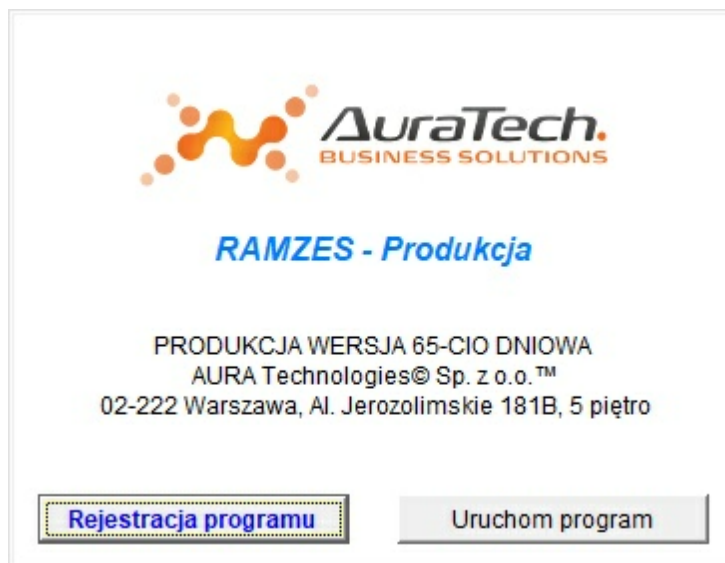 AuraTech.
BUSINESS SOLUTIONS
RAMZES - Produkcja
PRODUKCJA WERSJA 65-CIO DNIOWA
AURA Technologies© Sp. z o.o.™
02-222 Warszawa, Al. Jerozolimskie 181B, 5 piętro
Rejestracja programu
Uruchom program